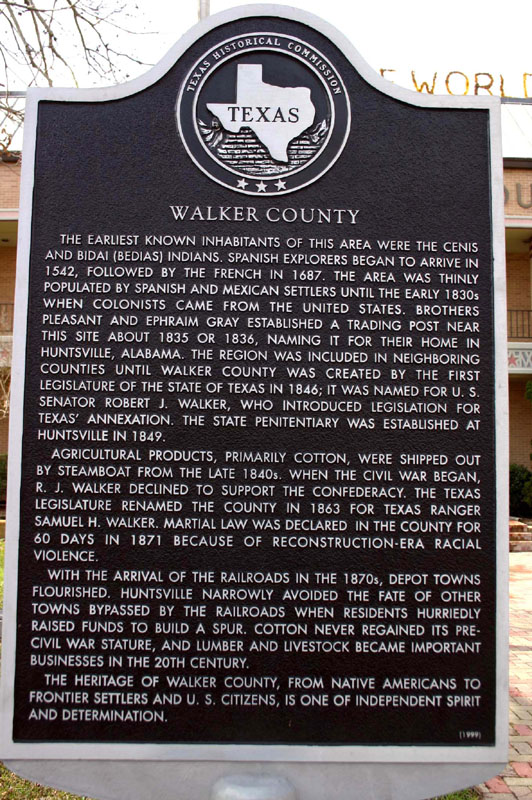 E WORLD
TEXAS HISTORICAL COMMISSION
TEXAS
WALKER COUNTY
THE EARLIEST KNOWN INHABITANTS OF THIS AREA WERE THE CENIS
AND BIDAI (BEDIAS) INDIANS. SPANISH EXPLORERS BEGAN TO ARRIVE IN
1542, FOLLOWED BY THE FRENCH IN 1687. THE AREA WAS THINLY
POPULATED BY SPANISH AND MEXICAN SETTLERS UNTIL THE EARLY 1830s
WHEN COLONISTS CAME FROM THE UNITED STATES. BROTHERS
PLEASANT AND EPHRAIM GRAY ESTABLISHED A TRADING POST NEAR
THIS SITE ABOUT 1835 OR 1836, NAMING IT FOR THEIR HOME IN
HUNTSVILLE, ALABAMA. THE REGION WAS INCLUDED IN NEIGHBORING
COUNTIES UNTIL WALKER COUNTY WAS CREATED BY THE FIRST
LEGISLATURE OF THE STATE OF TEXAS IN 1846; IT WAS NAMED FOR U. S.
SENATOR ROBERT J. WALKER, WHO INTRODUCED LEGISLATION FOR
TEXAS' ANNEXATION. THE STATE PENITENTIARY WAS ESTABLISHED AT
HUNTSVILLE IN 1849.
AGRICULTURAL PRODUCTS, PRIMARILY COTTON, WERE SHIPPED OUT
BY STEAMBOAT FROM THE LATE 1840s. WHEN THE CIVIL WAR BEGAN,
R. J. WALKER DECLINED TO SUPPORT THE CONFEDERACY. THE TEXAS
LEGISLATURE RENAMED THE COUNTY IN 1863 FOR TEXAS RANGER
SAMUEL H. WALKER. MARTIAL LAW WAS DECLARED IN THE COUNTY FOR
60 DAYS IN 1871 BECAUSE OF RECONSTRUCTION-ERA RACIAL
VIOLENCE.
WITH THE ARRIVAL OF THE RAILROADS IN THE 1870s, DEPOT TOWNS
FLOURISHED. HUNTSVILLE NARROWLY AVOIDED THE FATE OF OTHER
TOWNS BYPASSED BY THE RAILROADS WHEN RESIDENTS HURRIEDLY
RAISED FUNDS TO BUILD A SPUR. COTTON NEVER REGAINED ITS PRE-
CIVIL WAR STATURE, AND LUMBER AND LIVESTOCK BECAME IMPORTANT
BUSINESSES IN THE 20TH CENTURY.
THE HERITAGE OF WALKER COUNTY, FROM NATIVE AMERICANS TO
FRONTIER SETTLERS AND U. S. CITIZENS, IS ONE OF INDEPENDENT SPIRIT
AND DETERMINATION.
(1999)